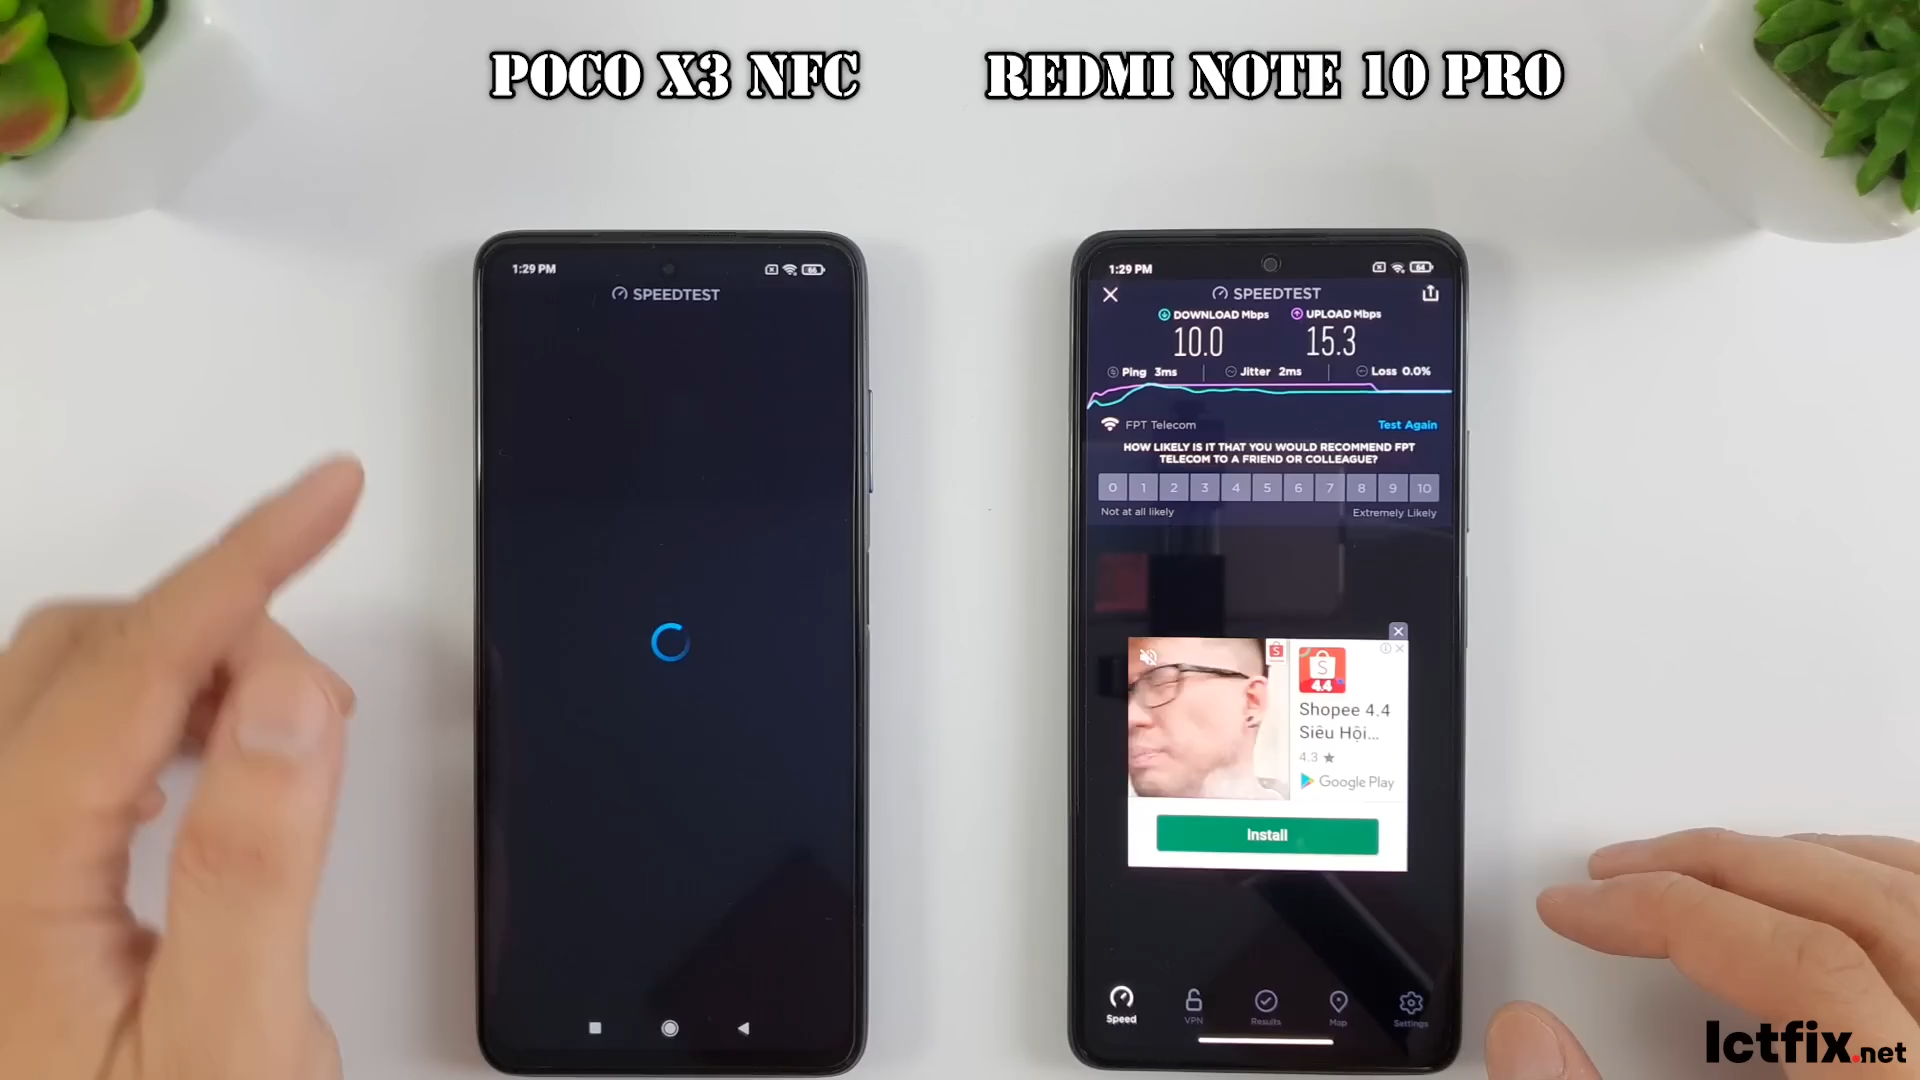 POCO X3 NFC
REDMI NOTE 10 PRO
1:29 PM
66
SPEEDTEST
1:29 PM
64
SPEEDTEST
DOWNLOAD Mbps
UPLOAD Mbps
10.0
15.3
Ping 3ms
Jitter 2ms
Loss 0.0%
FPT Telecom
Test Again
HOW LIKELY IS IT THAT YOU WOULD RECOMMEND FPT
TELECOM TO A FRIEND OR COLLEAGUE?
0 1 2 3 4 5 6 7 8 9 10
Not at all likely
Extremely Likely
S
S
4.4
Shopee 4.4
Siêu Hội...
4.3 ★
Google Play
Install
Speed
VPN
Results
Map
Settings
Ictfix.net